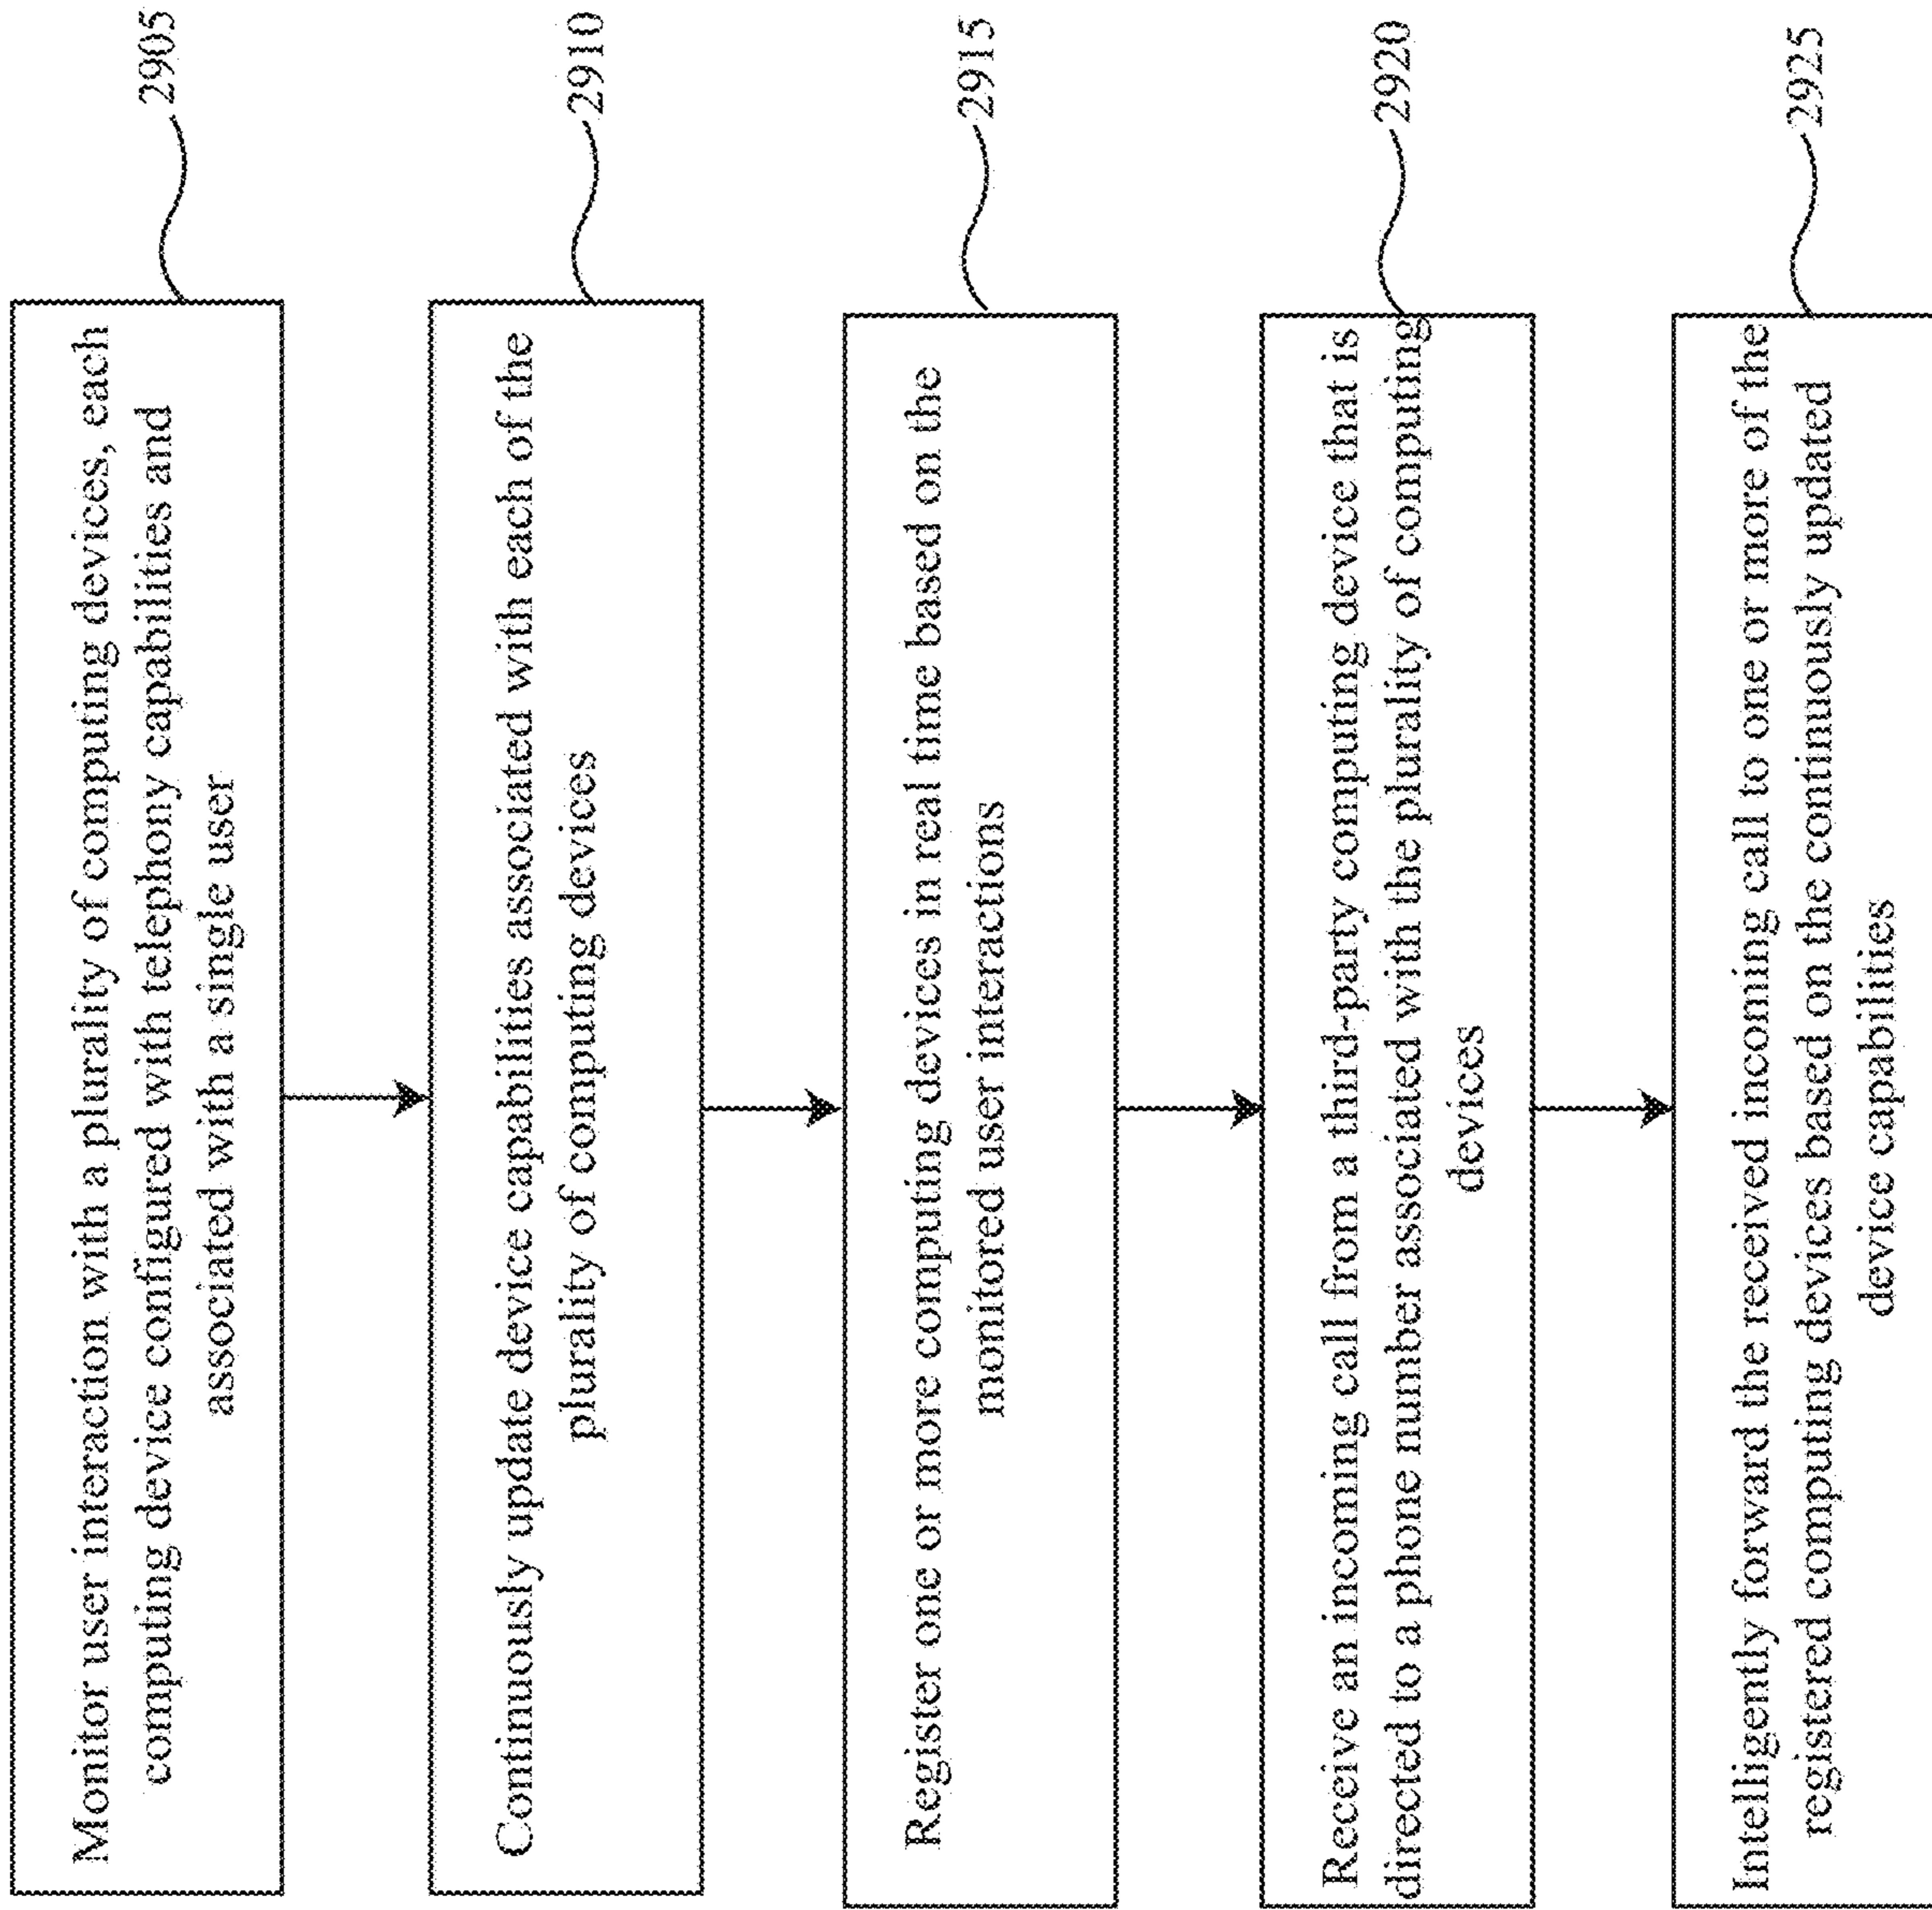 Monitor user interaction with a plurality of computing devices, each
computing device configured with telephony capabilities and
associated with a single user
2905
Continuously update device capabilities associated with each of the
plurality of computing devices
2910
Register one or more computing devices in real time based on the
monitored user interactions
2915
Receive an incoming call from a third-party computing device that is
directed to a phone number associated with the plurality of computing
devices
2920
Intelligently forward the received incoming call to one or more of the
registered computing devices based on the continuously updated
device capabilities
2925